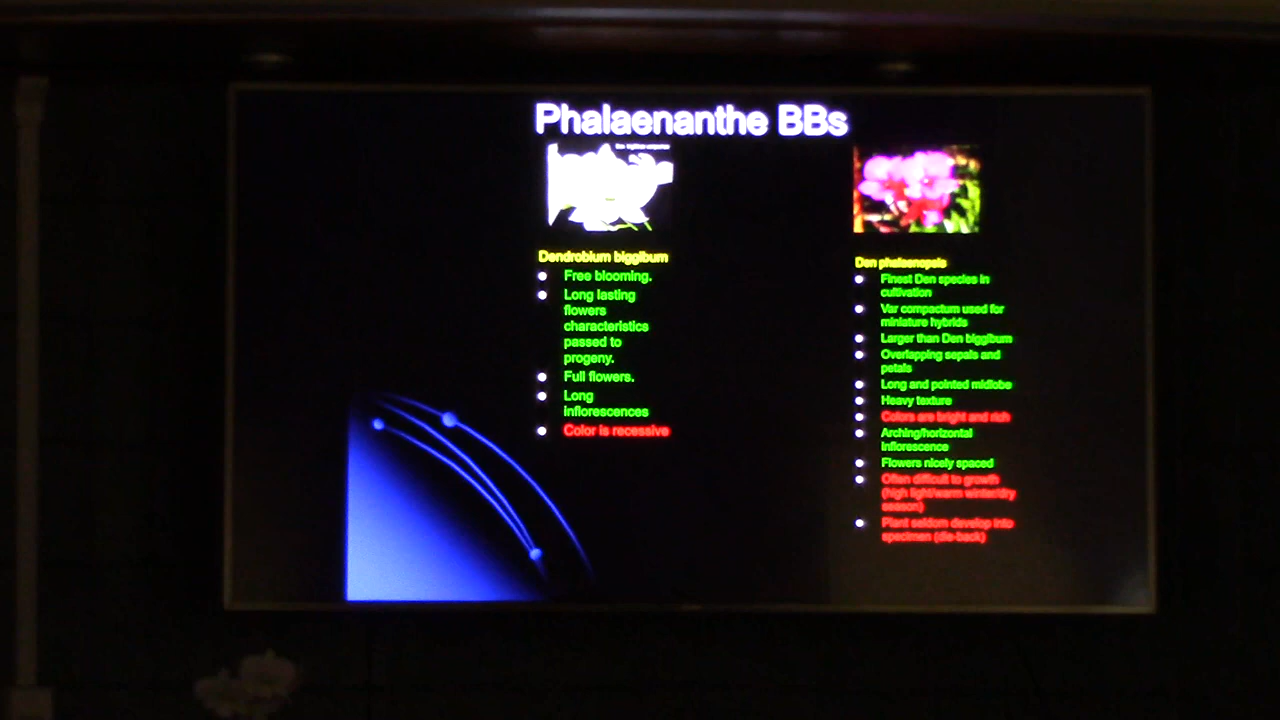 Phalaenanthe BBs
Dendrobium biggibum
Free blooming.
Long lasting
flowers
characteristics
passed to
progeny.
Full flowers.
Long
inflorescences
Color is recessive
Den phalaenopsis
Finest Den species in
cultivation
Var compactum used for
miniature hybrids
Larger than Den biggibum
Overlapping sepals and
petals
Long and pointed midlobe
Heavy texture
Colors are bright and rich
Arching/horizontal
inflorescence
Flowers nicely spaced
Often difficult to growth
(high light/warm winter/dry
season)
Plant seldom develop into
specimen (die-back)